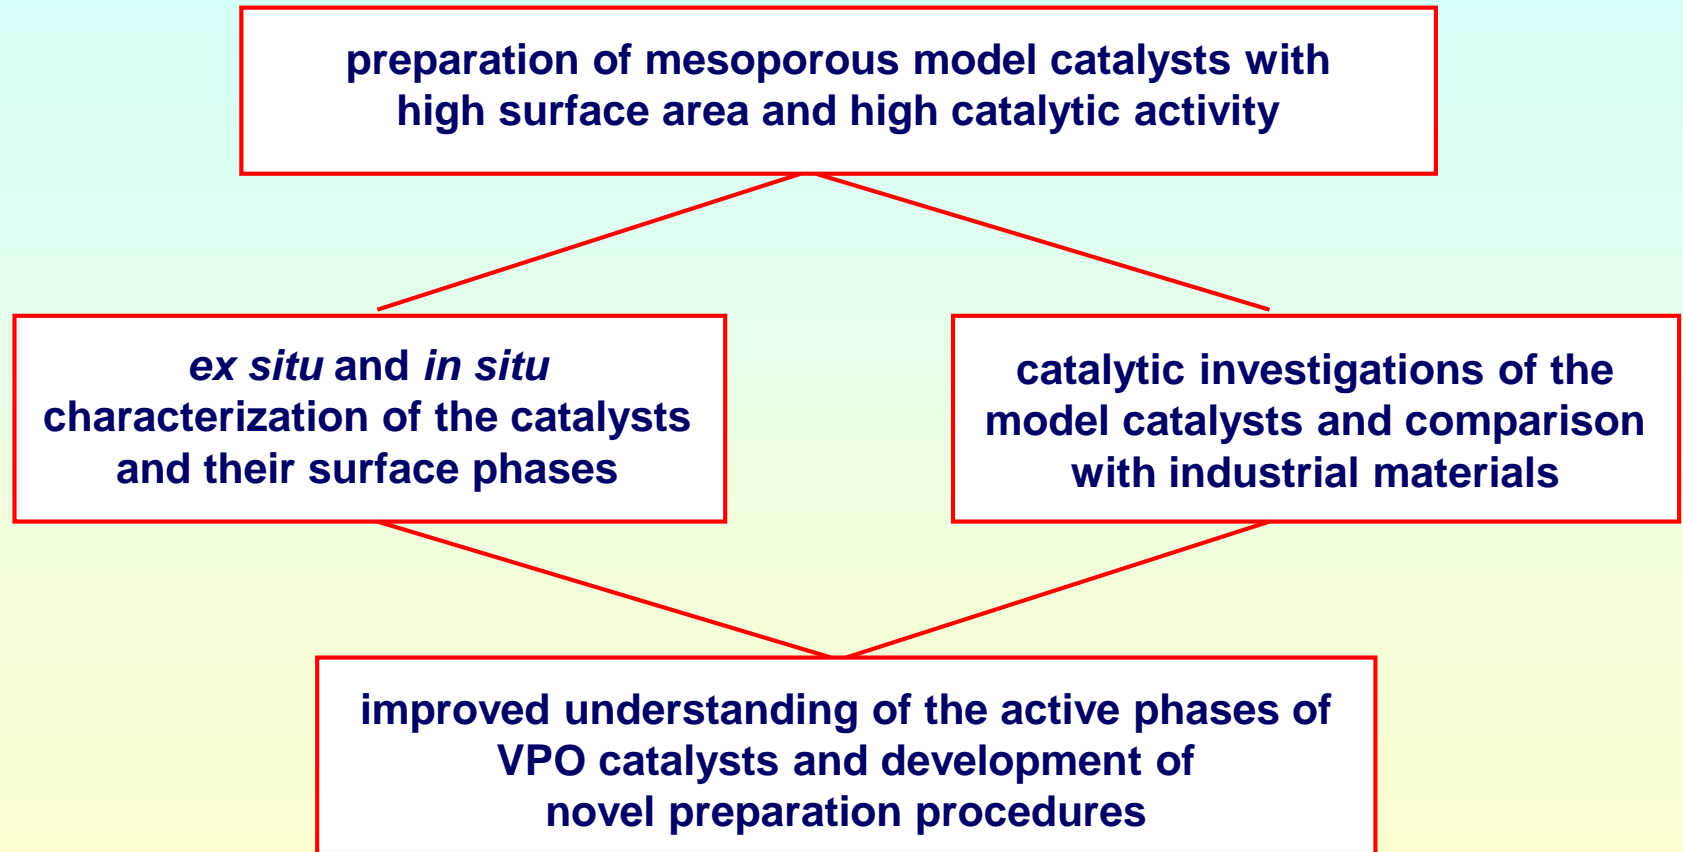 preparation of mesoporous model catalysts with
high surface area and high catalytic activity
ex situ and in situ
characterization of the catalysts
and their surface phases
catalytic investigations of the
model catalysts and comparison
with industrial materials
improved understanding of the active phases of
VPO catalysts and development of
novel preparation procedures